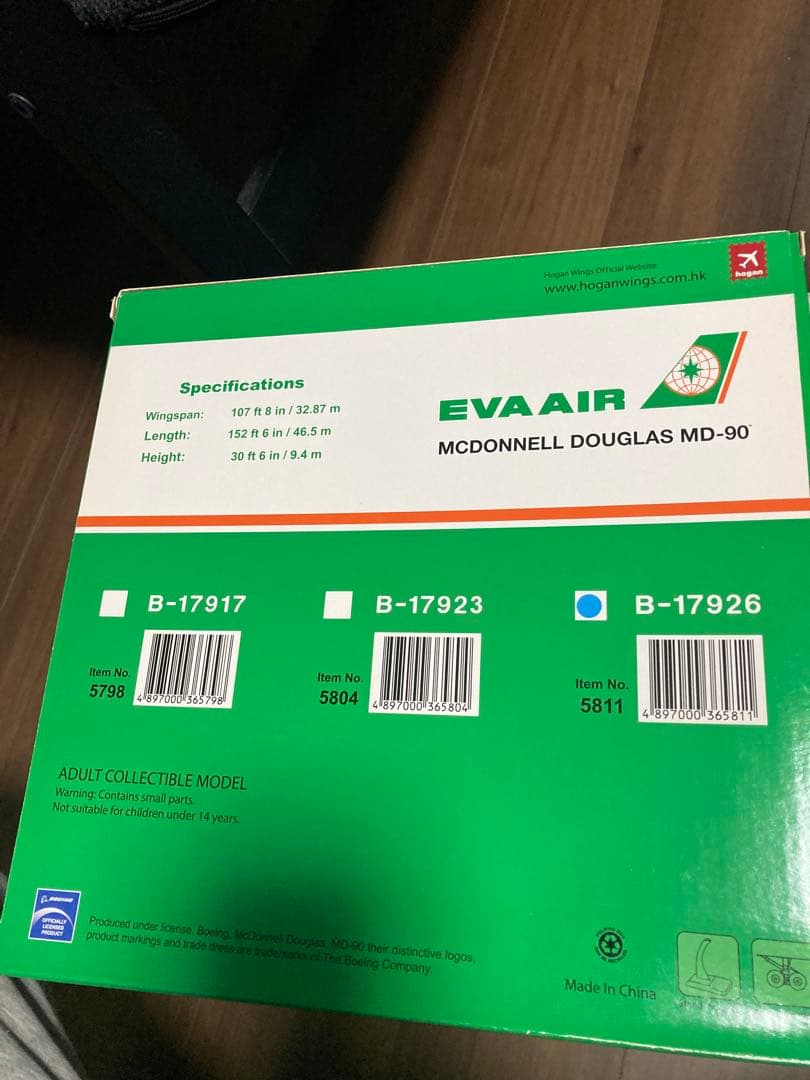 Hogan Wings Official Website:
www.hoganwings.com.hk
hogan
Specifications
Wingspan: 107 ft 8 in / 32.87 m
Length: 152 ft 6 in / 46.5 m
Height: 30 ft 6 in / 9.4 m
EVA AIR
MCDONNELL DOUGLAS MD-90
B-17917
Item No.
5798
4 897000 365798
B-17923
Item No.
5804
4 897000 365804
B-17926
Item No.
5811
4 897000 365811
ADULT COLLECTIBLE MODEL
Warning: Contains small parts.
Not suitable for children under 14 years.
BOEING
OFFICIALLY
LICENSED
PRODUCT
Produced under license. Boeing, McDonnell Douglas, MD-90 their distinctive logos,
product markings and trade dress are trademarks of The Boeing Company.
Made In China